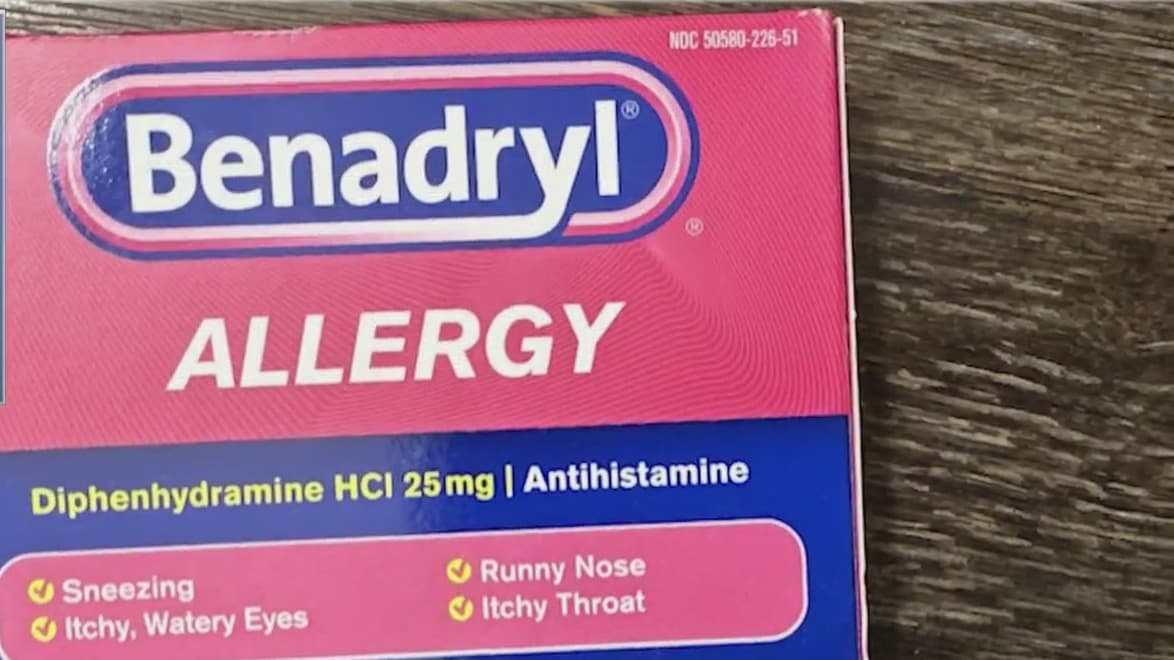 NDC 50580-226-51
Benadryl®
®
ALLERGY
Diphenhydramine HCl 25mg | Antihistamine
Sneezing
Itchy, Watery Eyes
Runny Nose
Itchy Throat